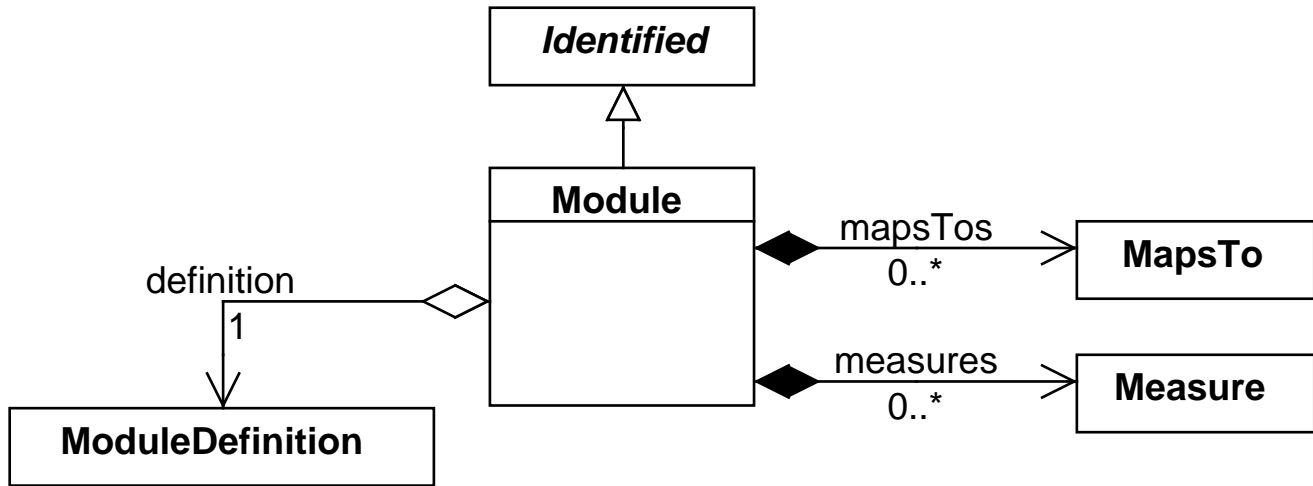 Identified
Module
mapsTos
0..*
MapsTo
definition
1
measures
0..*
Measure
ModuleDefinition